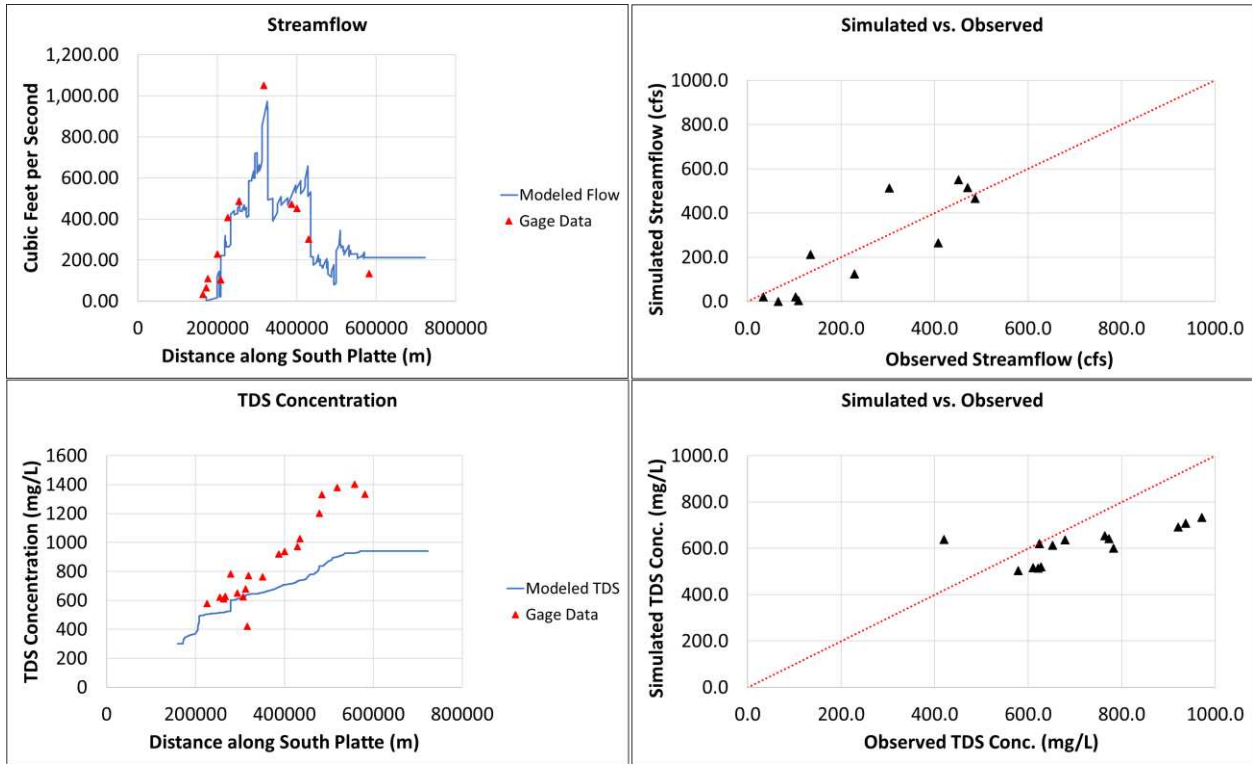 Streamflow
1,200.00
1,000.00
800.00
600.00
400.00
200.00
0.00
Cubic Feet per Second
0 200000 400000 600000 800000
Distance along South Platte (m)
Modeled Flow
Gage Data
Simulated vs. Observed
1000.0
800.0
600.0
400.0
200.0
0.0
Simulated Streamflow (cfs)
0.0 200.0 400.0 600.0 800.0 1000.0
Observed Streamflow (cfs)
TDS Concentration
1600
1400
1200
1000
800
600
400
200
0
TDS Concentration (mg/L)
0 200000 400000 600000 800000
Distance along South Platte (m)
Modeled TDS
Gage Data
Simulated vs. Observed
1000.0
800.0
600.0
400.0
200.0
0.0
Simulated TDS Conc. (mg/L)
0.0 200.0 400.0 600.0 800.0 1000.0
Observed TDS Conc. (mg/L)